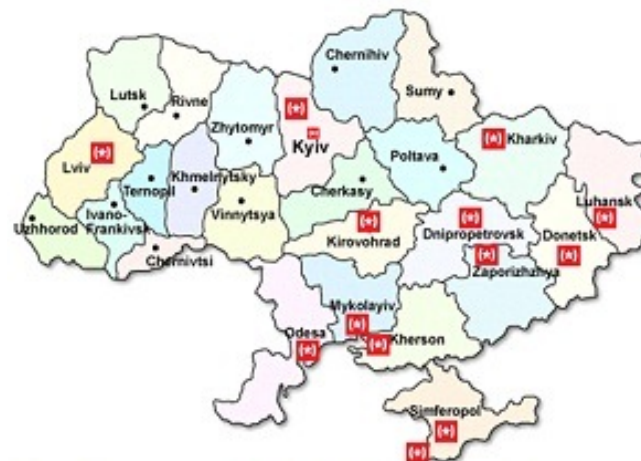 Chernihiv
Lutsk
Rivne
Sumy
Zhytomyr
Kyiv
Kharkiv
Lviv
Khmelnytsky
Ternopil
Poltava
Cherkasy
Luhansk
Ivano-
Frankivsk
Vinnytsya
Uzhhorod
Kirovohrad
Dnipropetrovsk
Donetsk
Chernivtsi
Zaporizhzhya
Mykolayiv
Odesa
Kherson
Simferopol